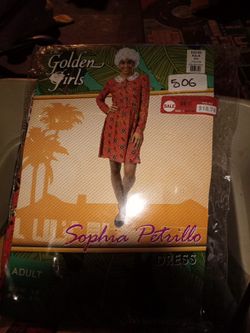 Golden
Girls
506
SALE
Sophia Petrillo
DRESS
ADULT